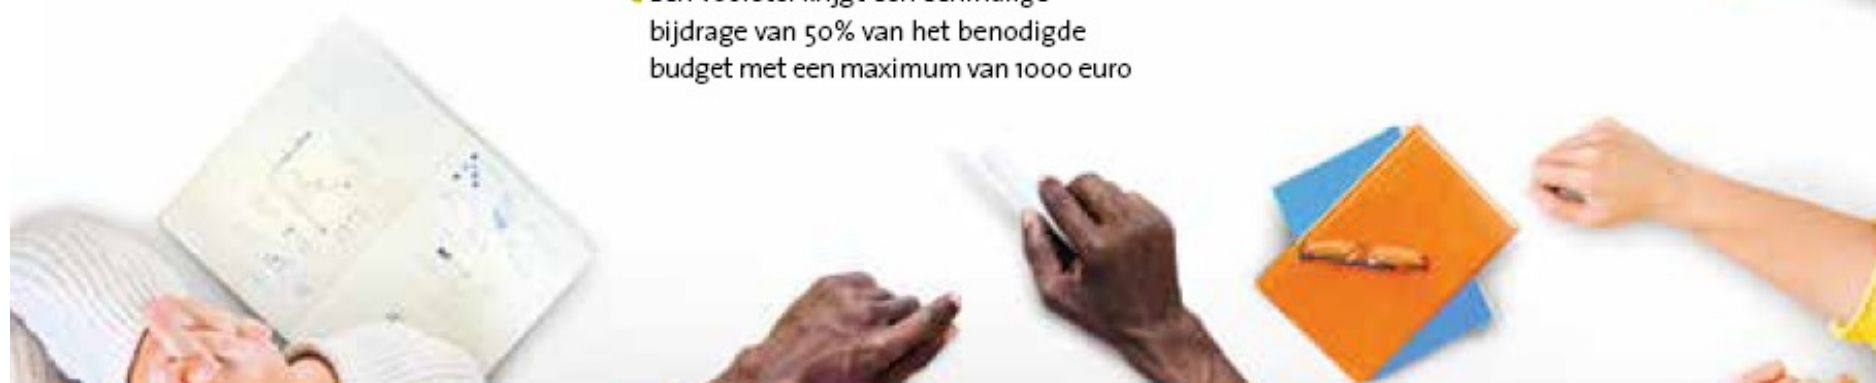 bijdrage van 50% van het benodigde
budget met een maximum van 1000 euro